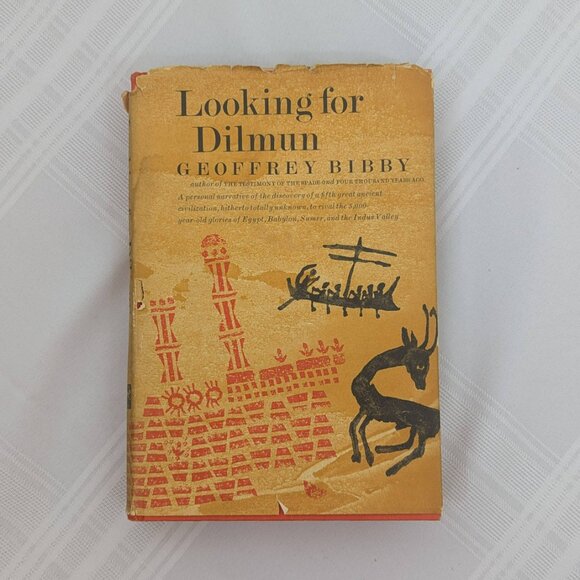 Looking for
Dilmun
GEOFFREY BIBBY
author of THE TESTIMONY OF THE SPADE and FOUR THOUSAND YEARS AGO
A personal narrative of the discovery of a fifth great ancient
civilization, hitherto totally unknown, to rival the 5,000-
year-old glories of Egypt, Babylon, Sumer, and the Indus Valley